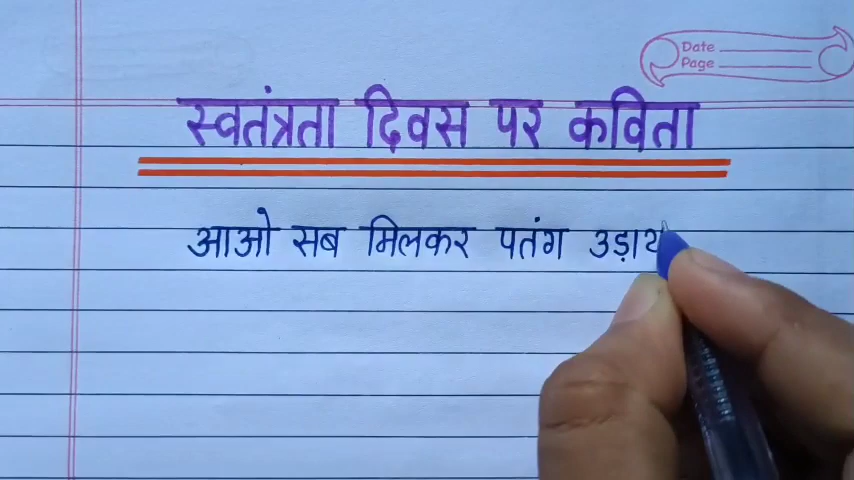 Date
Page
स्वतंत्रता दिवस पर कविता
आओ सब मिलकर पतंग उड़ाय